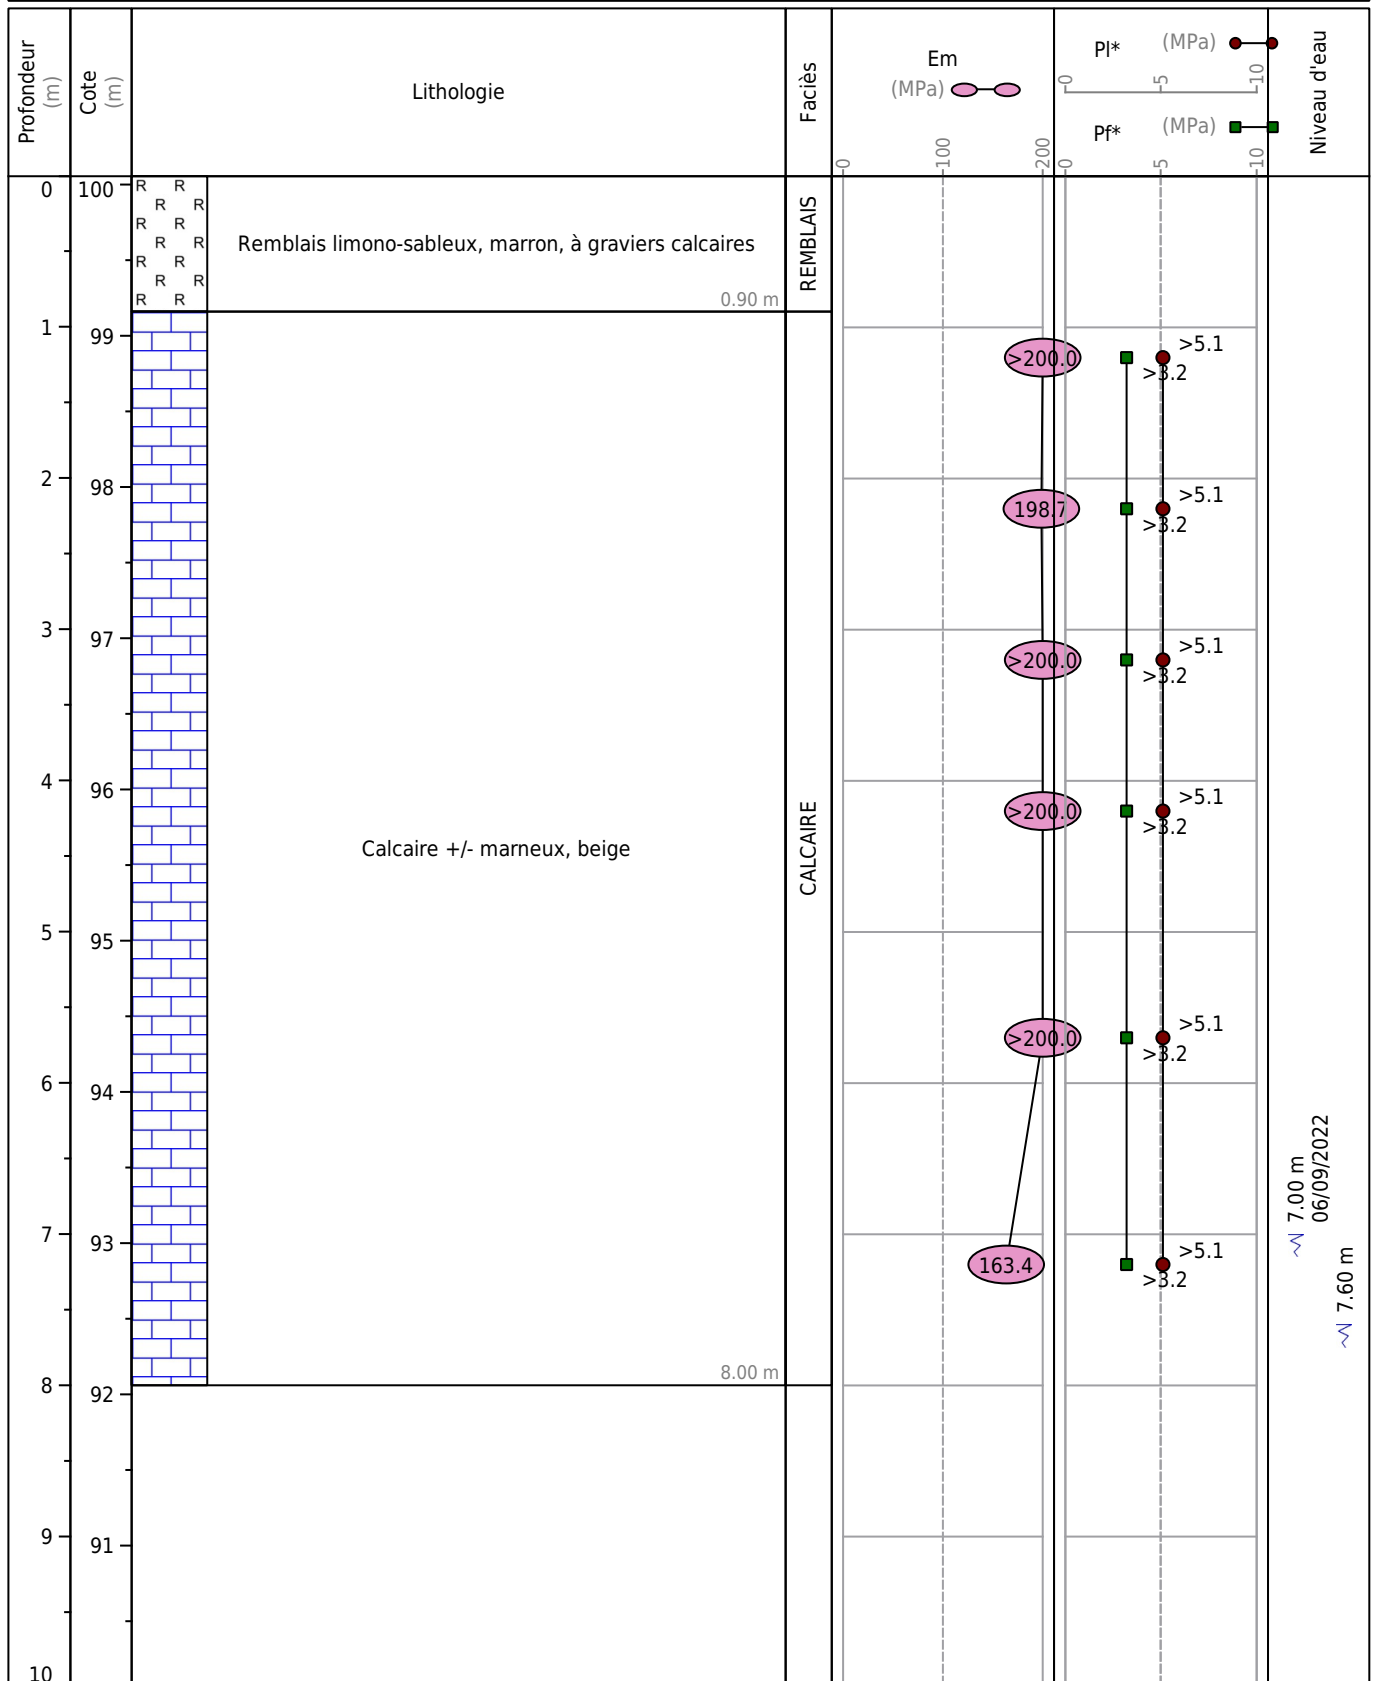 Profondeur
(m)
Cote
(m)
Lithologie
Faciès
Em
(MPa)
0
100
200
Pl*
(MPa)
0
5
10
Pf*
(MPa)
0
5
10
Niveau d'eau
0
1
2
3
4
5
6
7
8
9
10
100
99
98
97
96
95
94
93
92
91
R R
R R
R R
R R
R R
R R
R R
Remblais limono-sableux, marron, à graviers calcaires
0.90 m
REMBLAIS
Calcaire +/- marneux, beige
8.00 m
CALCAIRE
>200.0
>5.1
>3.2
198.7
>5.1
>3.2
>200.0
>5.1
>3.2
>200.0
>5.1
>3.2
>200.0
>5.1
>3.2
163.4
>5.1
>3.2
7.00 m
06/09/2022
7.60 m